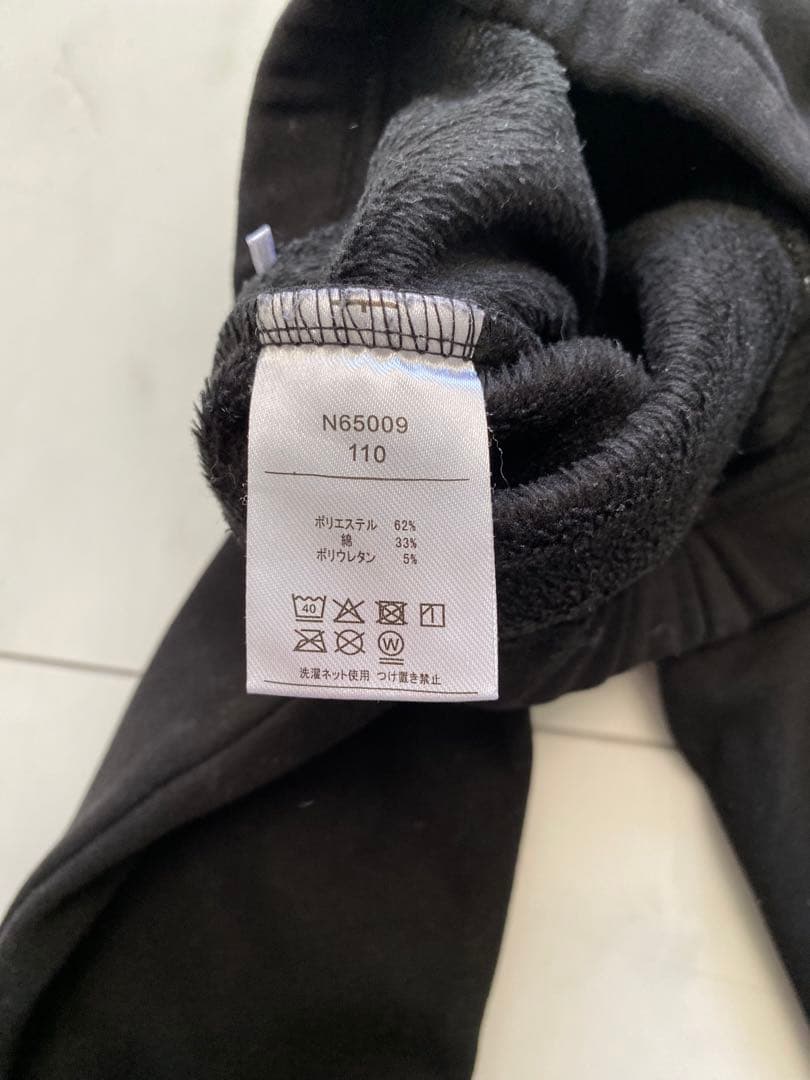 N65009
110
ポリエステル 62%
綿 33%
ポリウレタン 5%
40
W
洗濯ネット使用 つけ置き禁止